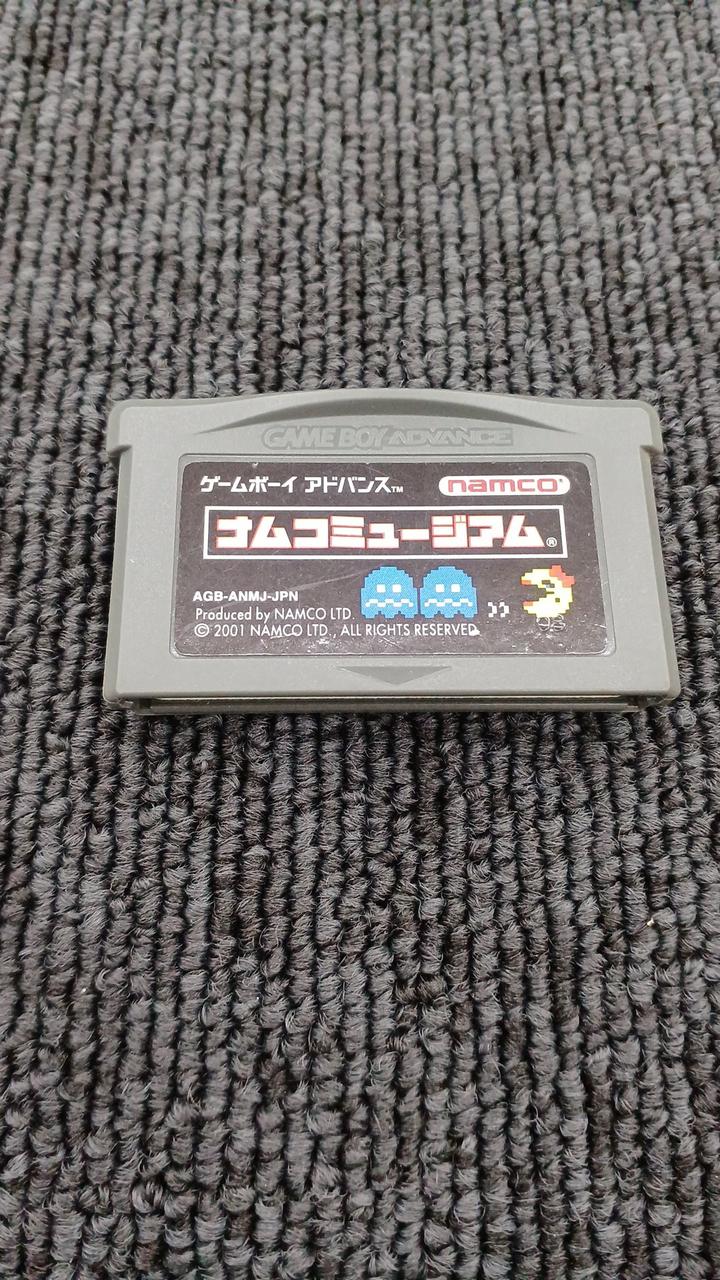 GAME BOY ADVANCE
ゲームボーイ アドバンス™ namco®
ナムコミュージアム®
AGB-ANMJ-JPN
Produced by NAMCO LTD.
© 2001 NAMCO LTD., ALL RIGHTS RESERVED.